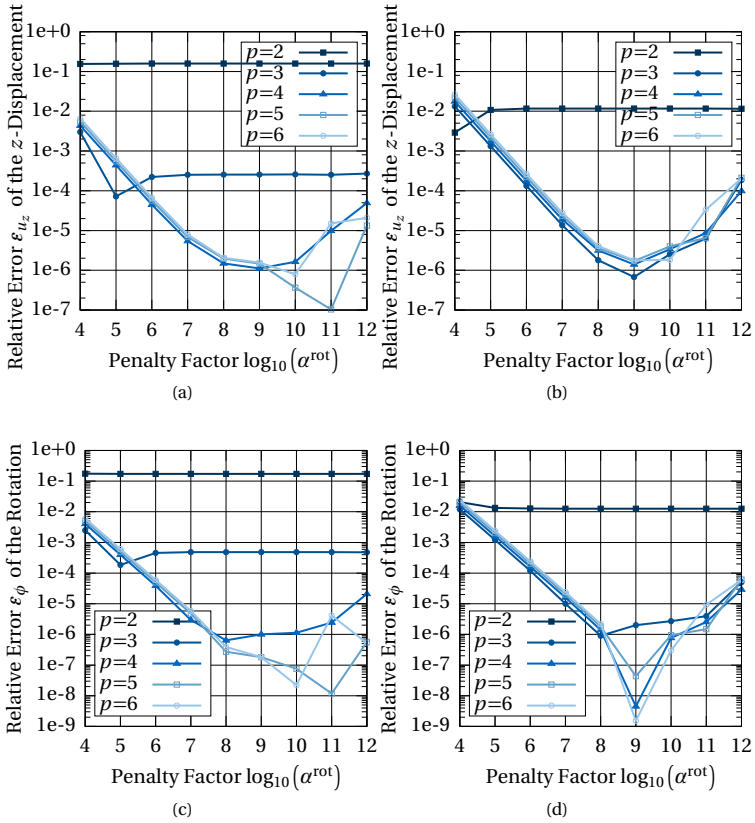 Relative Error ε_{u_z} of the z-Displacement
1e+0
1e-1
1e-2
1e-3
1e-4
1e-5
1e-6
1e-7
p=2
p=3
p=4
p=5
p=6
4 5 6 7 8 9 10 11 12
Penalty Factor log₁₀(α^rot)
(a)
Relative Error ε_{u_z} of the z-Displacement
1e+0
1e-1
1e-2
1e-3
1e-4
1e-5
1e-6
1e-7
p=2
p=3
p=4
p=5
p=6
4 5 6 7 8 9 10 11 12
Penalty Factor log₁₀(α^rot)
(b)
Relative Error ε_ϕ of the Rotation
1e+0
1e-1
1e-2
1e-3
1e-4
1e-5
1e-6
1e-7
1e-8
1e-9
p=2
p=3
p=4
p=5
p=6
4 5 6 7 8 9 10 11 12
Penalty Factor log₁₀(α^rot)
(c)
Relative Error ε_ϕ of the Rotation
1e+0
1e-1
1e-2
1e-3
1e-4
1e-5
1e-6
1e-7
1e-8
1e-9
p=2
p=3
p=4
p=5
p=6
4 5 6 7 8 9 10 11 12
Penalty Factor log₁₀(α^rot)
(d)